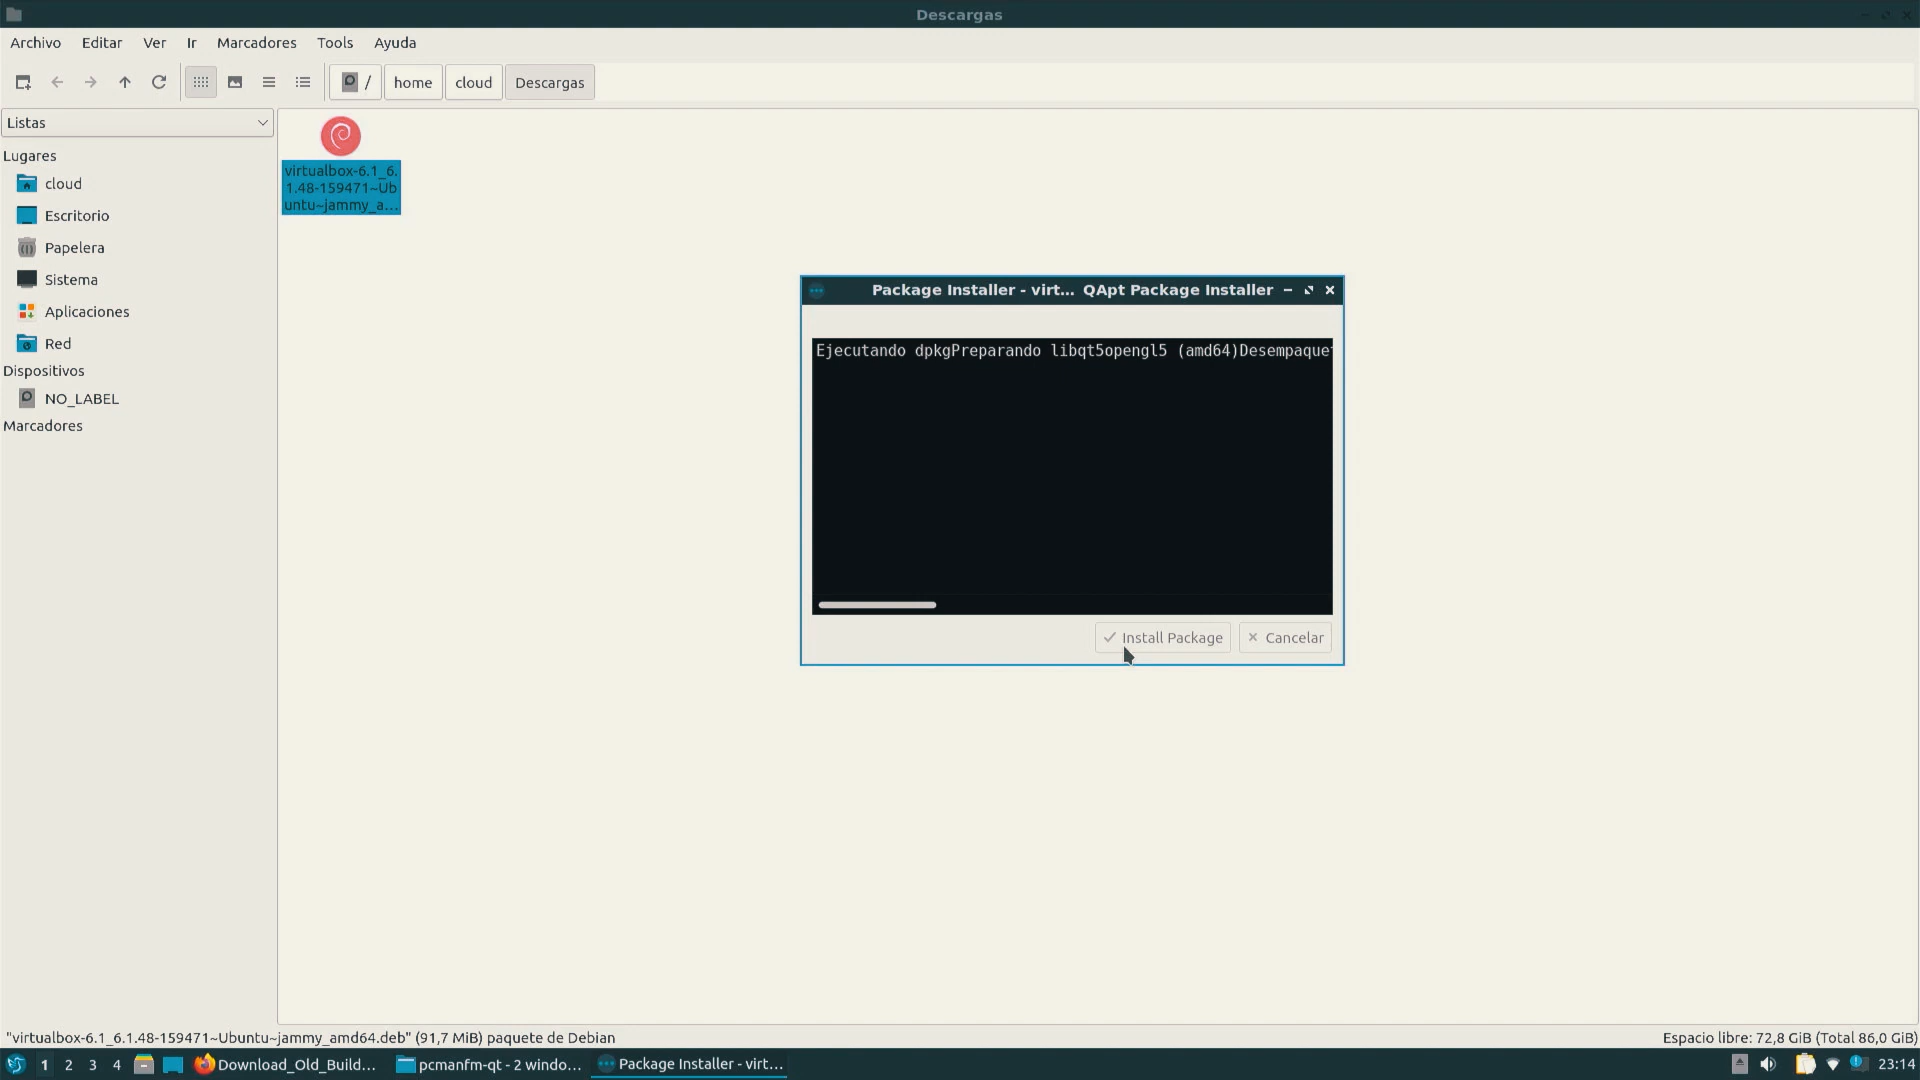 Descargas
Archivo Editar Ver Ir Marcadores Tools Ayuda
/ home cloud Descargas
Listas
Lugares
cloud
Escritorio
Papelera
Sistema
Aplicaciones
Red
Dispositivos
NO_LABEL
Marcadores
virtualbox-6.1_6.
1.48-159471~Ub
untu~jammy_a...
Package Installer - virt... QApt Package Installer
Ejecutando dpkgPreparando libqt5opengl5 (amd64)Desempaque
Install Package Cancelar
"virtualbox-6.1_6.1.48-159471~Ubuntu~jammy_amd64.deb" (91,7 MiB) paquete de Debian
Espacio libre: 72,8 GiB (Total 86,0 GiB)
1 2 3 4 Download_Old_Build... pcmanfm-qt - 2 windo... Package Installer - virt... 23:14